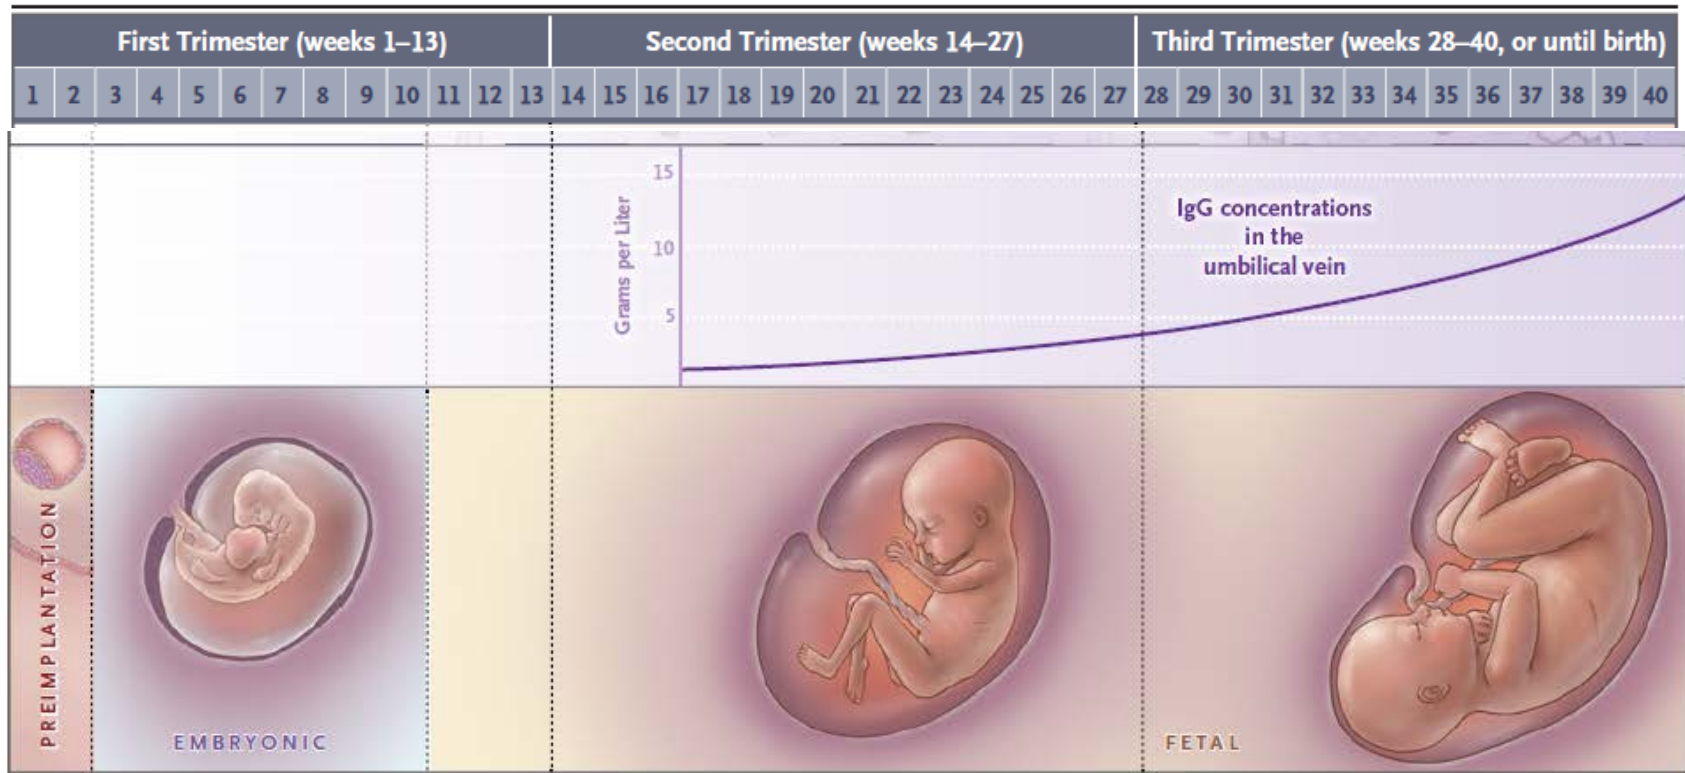 First Trimester (weeks 1–13) Second Trimester (weeks 14–27) Third Trimester (weeks 28–40, or until birth)
1 2 3 4 5 6 7 8 9 10 11 12 13 14 15 16 17 18 19 20 21 22 23 24 25 26 27 28 29 30 31 32 33 34 35 36 37 38 39 40
Grams per Liter
15
10
5
IgG concentrations
in the
umbilical vein
PREIMPLANTATION
EMBRYONIC
FETAL